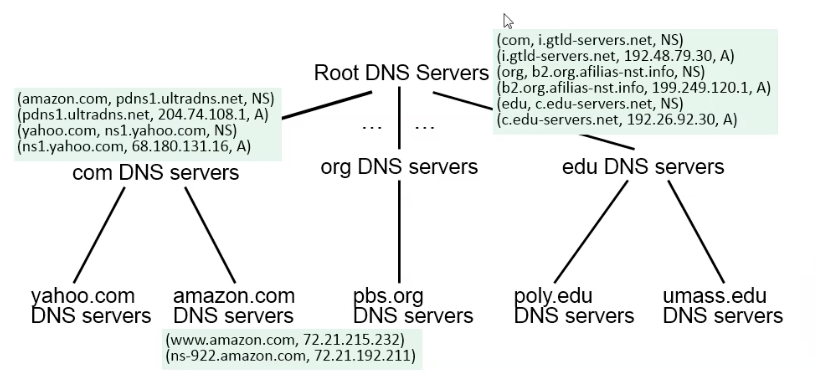 (com, i.gtld-servers.net, NS)
(i.gtld-servers.net, 192.48.79.30, A)
(org, b2.org.afilias-nst.info, NS)
(b2.org.afilias-nst.info, 199.249.120.1, A)
(edu, c.edu-servers.net, NS)
(c.edu-servers.net, 192.26.92.30, A)
Root DNS Servers
(amazon.com, pdns1.ultradns.net, NS)
(pdns1.ultradns.net, 204.74.108.1, A)
(yahoo.com, ns1.yahoo.com, NS)
(ns1.yahoo.com, 68.180.131.16, A)
... ...
com DNS servers
org DNS servers
edu DNS servers
yahoo.com
DNS servers
amazon.com
DNS servers
pbs.org
DNS servers
poly.edu
DNS servers
umass.edu
DNS servers
(www.amazon.com, 72.21.215.232)
(ns-922.amazon.com, 72.21.192.211)